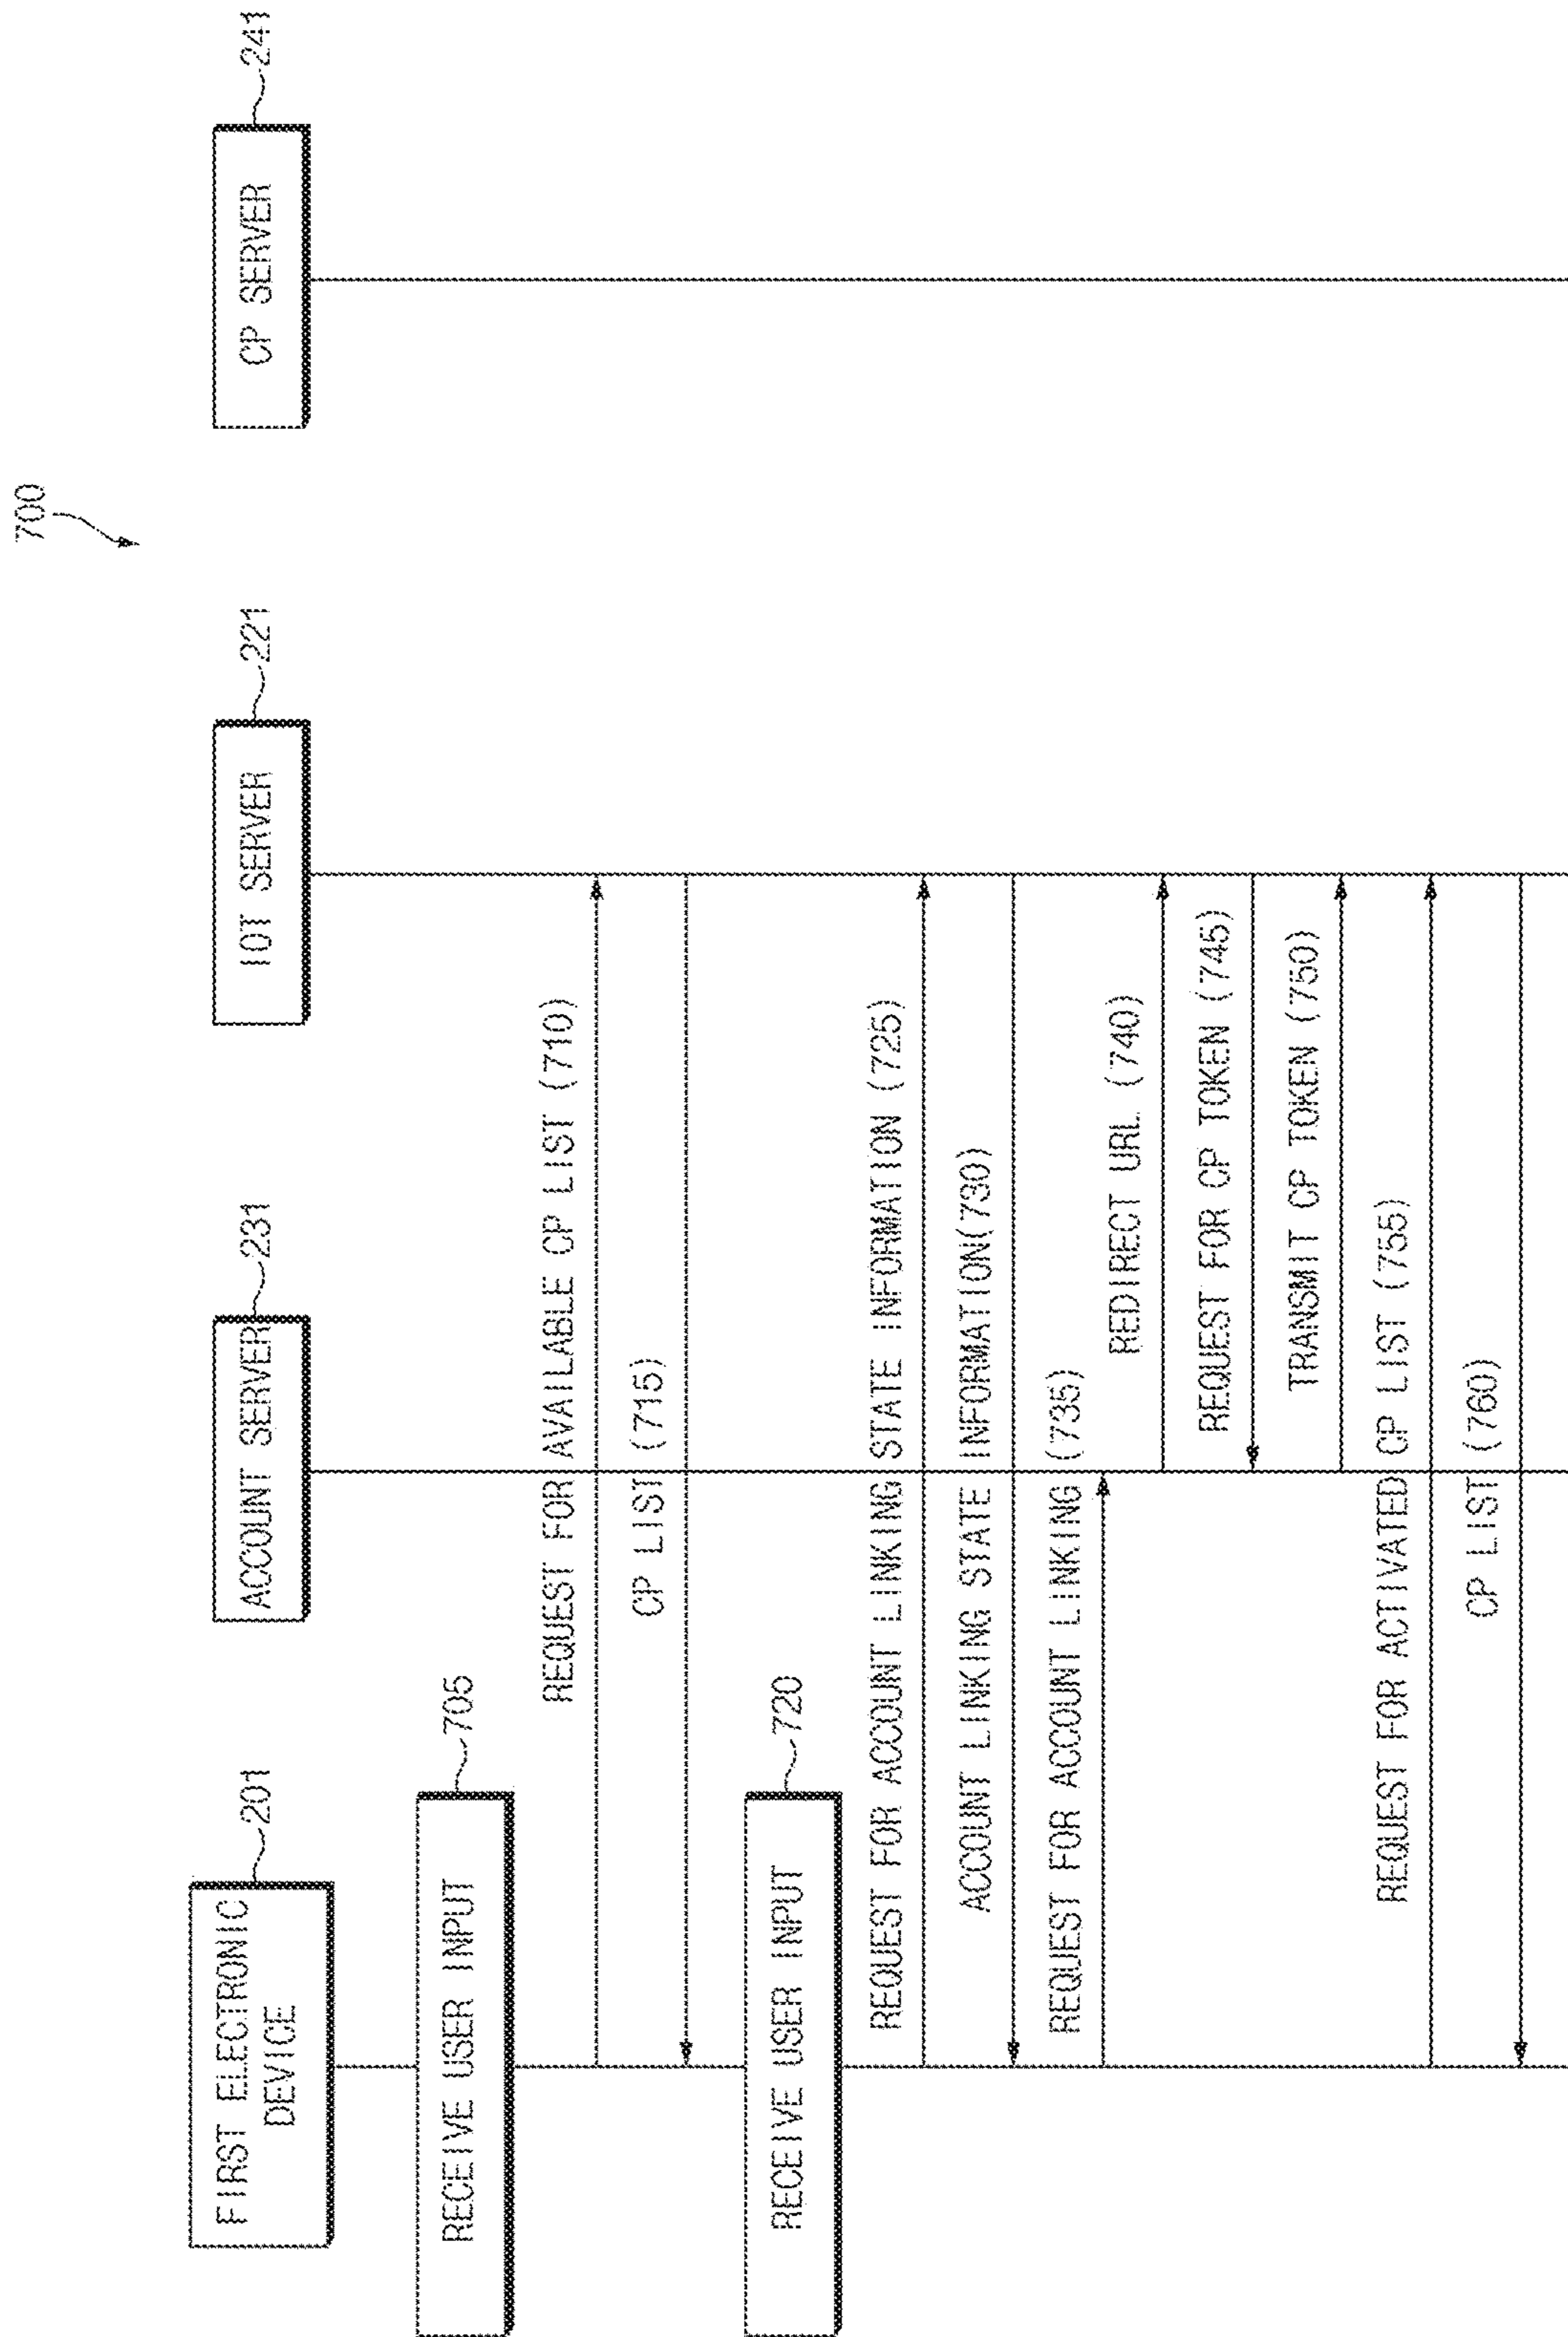 700
FIRST ELECTRONIC
DEVICE
201
ACCOUNT SERVER
231
IOT SERVER
221
CP SERVER
241
RECEIVE USER INPUT
705
REQUEST FOR AVAILABLE CP LIST (710)
CP LIST (715)
RECEIVE USER INPUT
720
REQUEST FOR ACCOUNT LINKING STATE INFORMATION (725)
ACCOUNT LINKING STATE INFORMATION(730)
REQUEST FOR ACCOUNT LINKING (735)
REDIRECT URL (740)
REQUEST FOR CP TOKEN (745)
TRANSMIT CP TOKEN (750)
REQUEST FOR ACTIVATED CP LIST (755)
CP LIST (760)